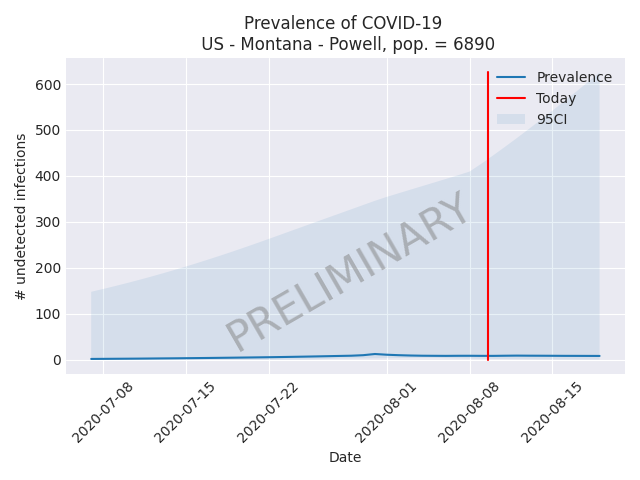 Prevalence of COVID-19
US - Montana - Powell, pop. = 6890
Prevalence
Today
95CI
# undetected infections
600
500
400
300
200
100
0
PRELIMINARY
2020-07-08
2020-07-15
2020-07-22
2020-08-01
2020-08-08
2020-08-15
Date